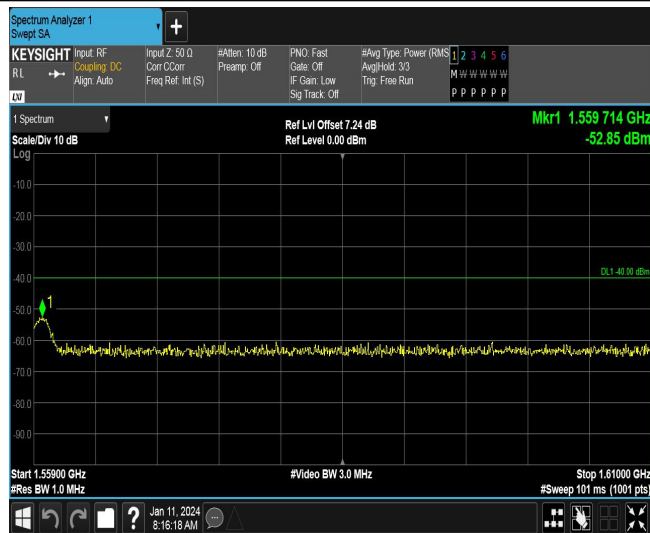 Spectrum Analyzer 1
Swept SA
+
KEYSIGHT
RL
LXI
Input: RF
Coupling: DC
Align: Auto
Input Z: 50 Ω
Corr CCorr
Freq Ref: Int (S)
#Atten: 10 dB
Preamp: Off
PNO: Fast
Gate: Off
IF Gain: Low
Sig Track: Off
#Avg Type: Power (RMS
Avg|Hold: 3/3
Trig: Free Run
1 2 3 4 5 6
M W W W W W
P P P P P P
1 Spectrum
Scale/Div 10 dB
Ref Lvl Offset 7.24 dB
Ref Level 0.00 dBm
Mkr1 1.559 714 GHz
-52.85 dBm
Log
-10.0
-20.0
-30.0
DL1 -40.00 dBm
-40.0
1
-50.0
-60.0
-70.0
-80.0
-90.0
Start 1.55900 GHz
#Video BW 3.0 MHz
Stop 1.61000 GHz
#Res BW 1.0 MHz
#Sweep 101 ms (1001 pts)
?
Jan 11, 2024
8:16:18 AM